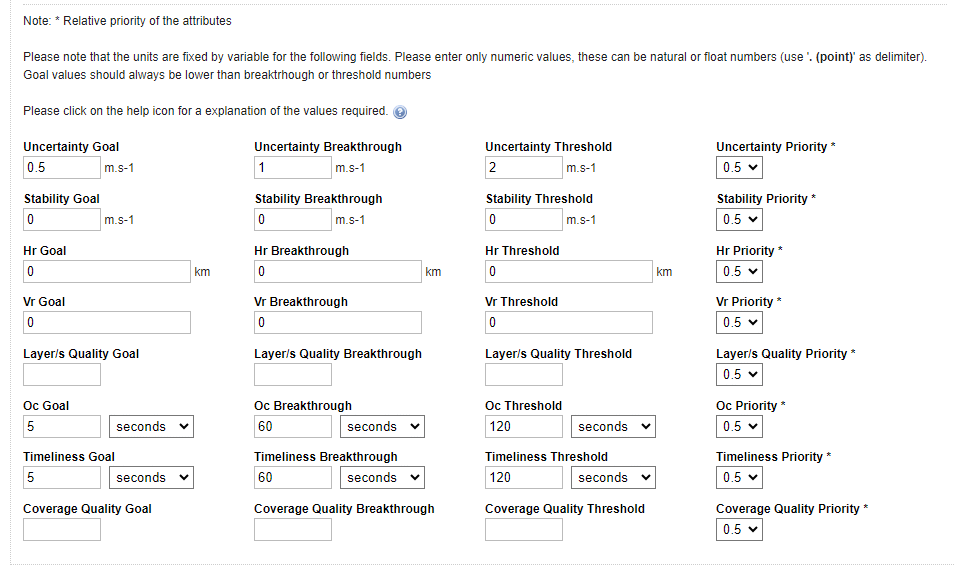 Note: * Relative priority of the attributes
Please note that the units are fixed by variable for the following fields. Please enter only numeric values, these can be natural or float numbers (use '. (point)' as delimiter).
Goal values should always be lower than breaktrhough or threshold numbers
Please click on the help icon for a explanation of the values required. ?
Uncertainty Goal Uncertainty Breakthrough Uncertainty Threshold Uncertainty Priority *
0.5 m.s-1 1 m.s-1 2 m.s-1 0.5
Stability Goal Stability Breakthrough Stability Threshold Stability Priority *
0 m.s-1 0 m.s-1 0 m.s-1 0.5
Hr Goal Hr Breakthrough Hr Threshold Hr Priority *
0 km 0 km 0 km 0.5
Vr Goal Vr Breakthrough Vr Threshold Vr Priority *
0 0 0 0.5
Layer/s Quality Goal Layer/s Quality Breakthrough Layer/s Quality Threshold Layer/s Quality Priority *
0.5
Oc Goal Oc Breakthrough Oc Threshold Oc Priority *
5 seconds 60 seconds 120 seconds 0.5
Timeliness Goal Timeliness Breakthrough Timeliness Threshold Timeliness Priority *
5 seconds 60 seconds 120 seconds 0.5
Coverage Quality Goal Coverage Quality Breakthrough Coverage Quality Threshold Coverage Quality Priority *
0.5